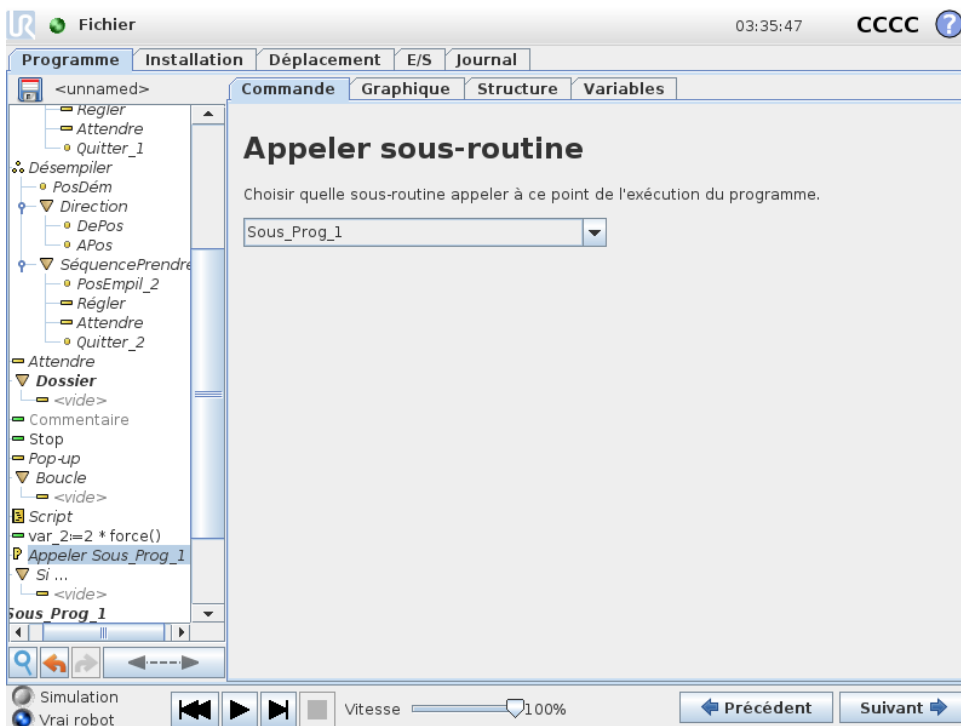 Fichier
03:35:47
CCCC
?
Programme
Installation
Déplacement
E/S
Journal
<unnamed>
Commande
Graphique
Structure
Variables
Régler
Attendre
Quitter_1
Désempiler
PosDém
Direction
DePos
APos
SéquencePrendre
PosEmpil_2
Régler
Attendre
Quitter_2
Attendre
Dossier
<vide>
Commentaire
Stop
Pop-up
Boucle
<vide>
Script
var_2:=2 * force()
Appeler Sous_Prog_1
Si ...
<vide>
Sous_Prog_1
Appeler sous-routine
Choisir quelle sous-routine appeler à ce point de l'exécution du programme.
Sous_Prog_1
Simulation
Vrai robot
Vitesse
100%
Précédent
Suivant